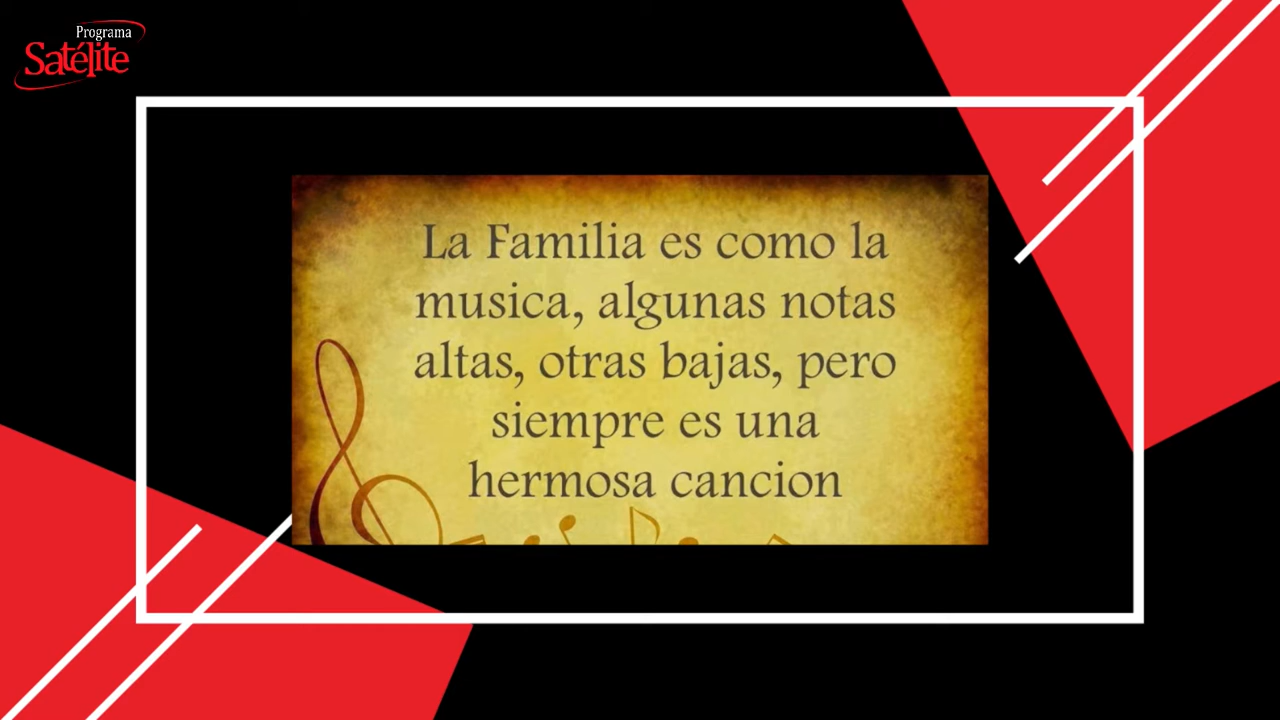 Programa
Satélite
La Familia es como la
musica, algunas notas
altas, otras bajas, pero
siempre es una
hermosa cancion